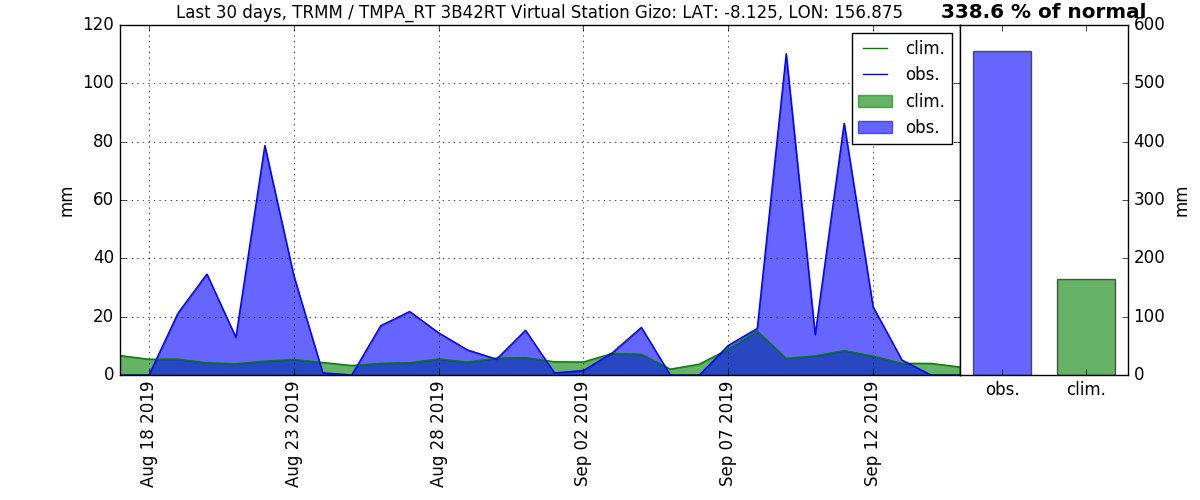 Last 30 days, TRMM / TMPA_RT 3B42RT Virtual Station Gizo: LAT: -8.125, LON: 156.875
338.6 % of normal
120
100
80
60
40
20
0
mm
clim.
obs.
clim.
obs.
600
500
400
300
200
100
0
mm
Aug 18 2019
Aug 23 2019
Aug 28 2019
Sep 02 2019
Sep 07 2019
Sep 12 2019
obs.
clim.